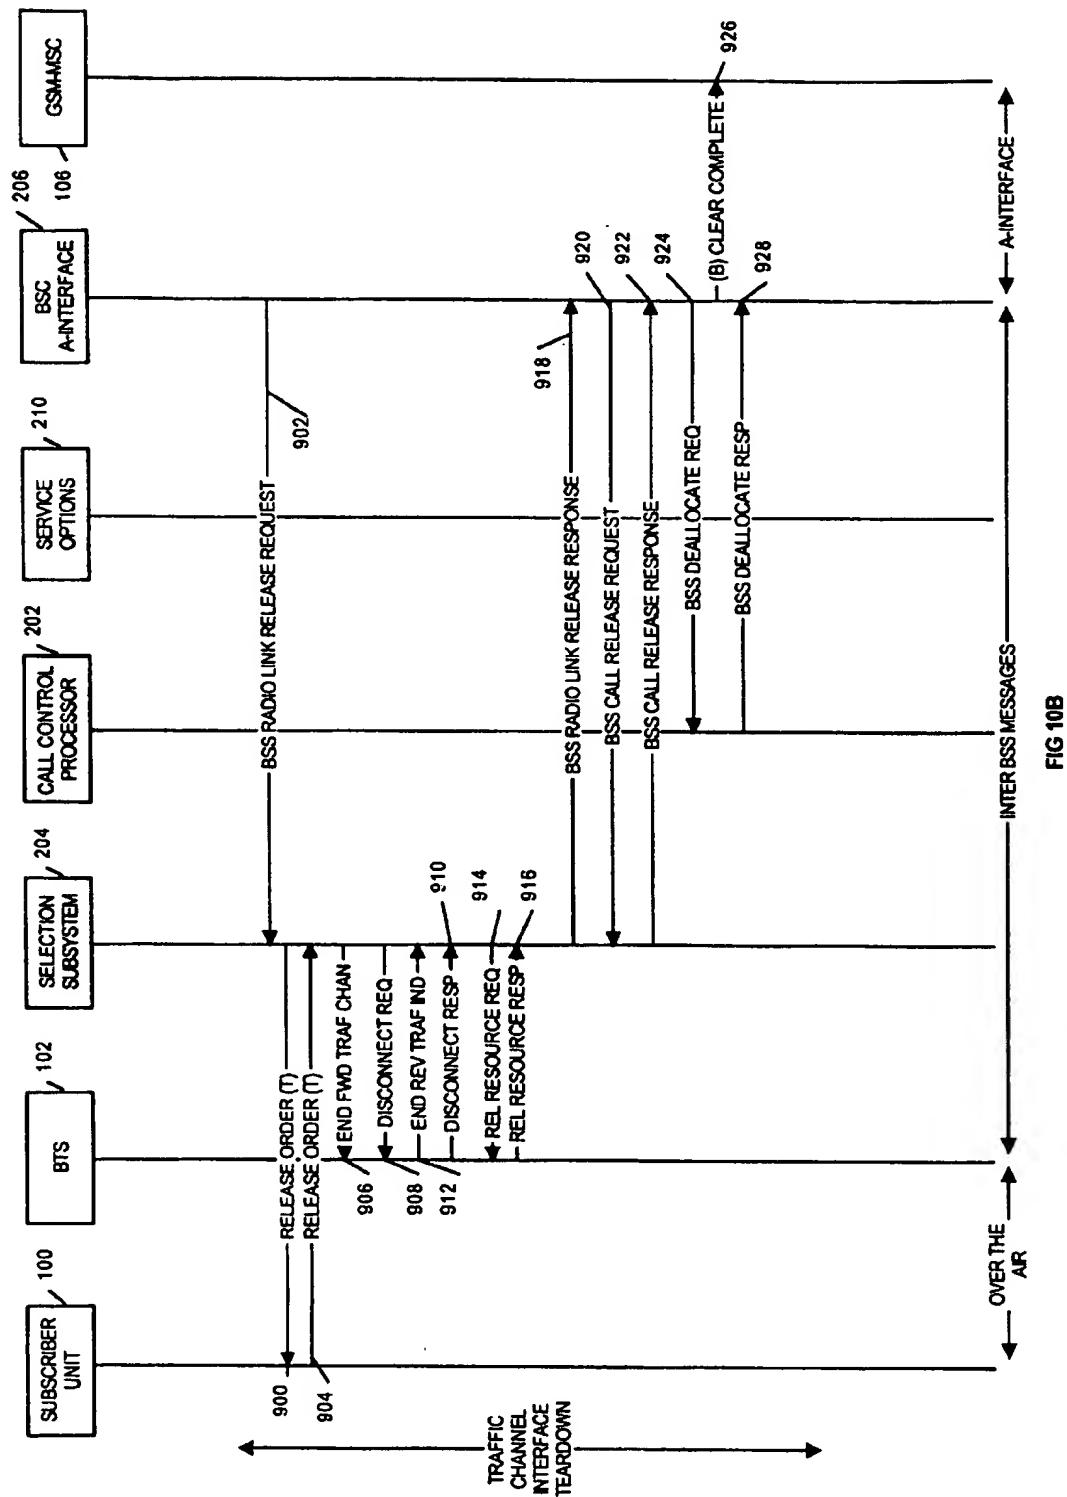 SUBSCRIBER
UNIT
100
BTS
102
SELECTION
SUBSYSTEM
204
CALL CONTROL
PROCESSOR
202
SERVICE
OPTIONS
210
BSC
A-INTERFACE
206
GSM-MSC
106
TRAFFIC
CHANNEL
INTERFACE
TEARDOWN
BSS RADIO LINK RELEASE REQUEST
902
900
RELEASE ORDER (T)
904
RELEASE ORDER (T)
906
END FWD TRAF CHAN
908
DISCONNECT REQ
912
END REV TRAF IND
DISCONNECT RESP
910
REL RESOURCE REQ
914
REL RESOURCE RESP
916
BSS RADIO LINK RELEASE RESPONSE
918
BSS CALL RELEASE REQUEST
920
BSS CALL RELEASE RESPONSE
922
BSS DEALLOCATE REQ
924
(B) CLEAR COMPLETE
926
BSS DEALLOCATE RESP
928
OVER THE
AIR
INTER BSS MESSAGES
A-INTERFACE
FIG 10B